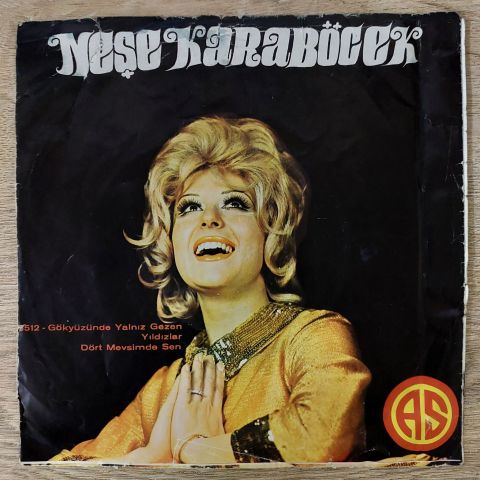 Neşe Karaböcek
512 - Gökyüzünde Yalnız Gezen
Yıldızlar
Dört Mevsimde Sen
AS